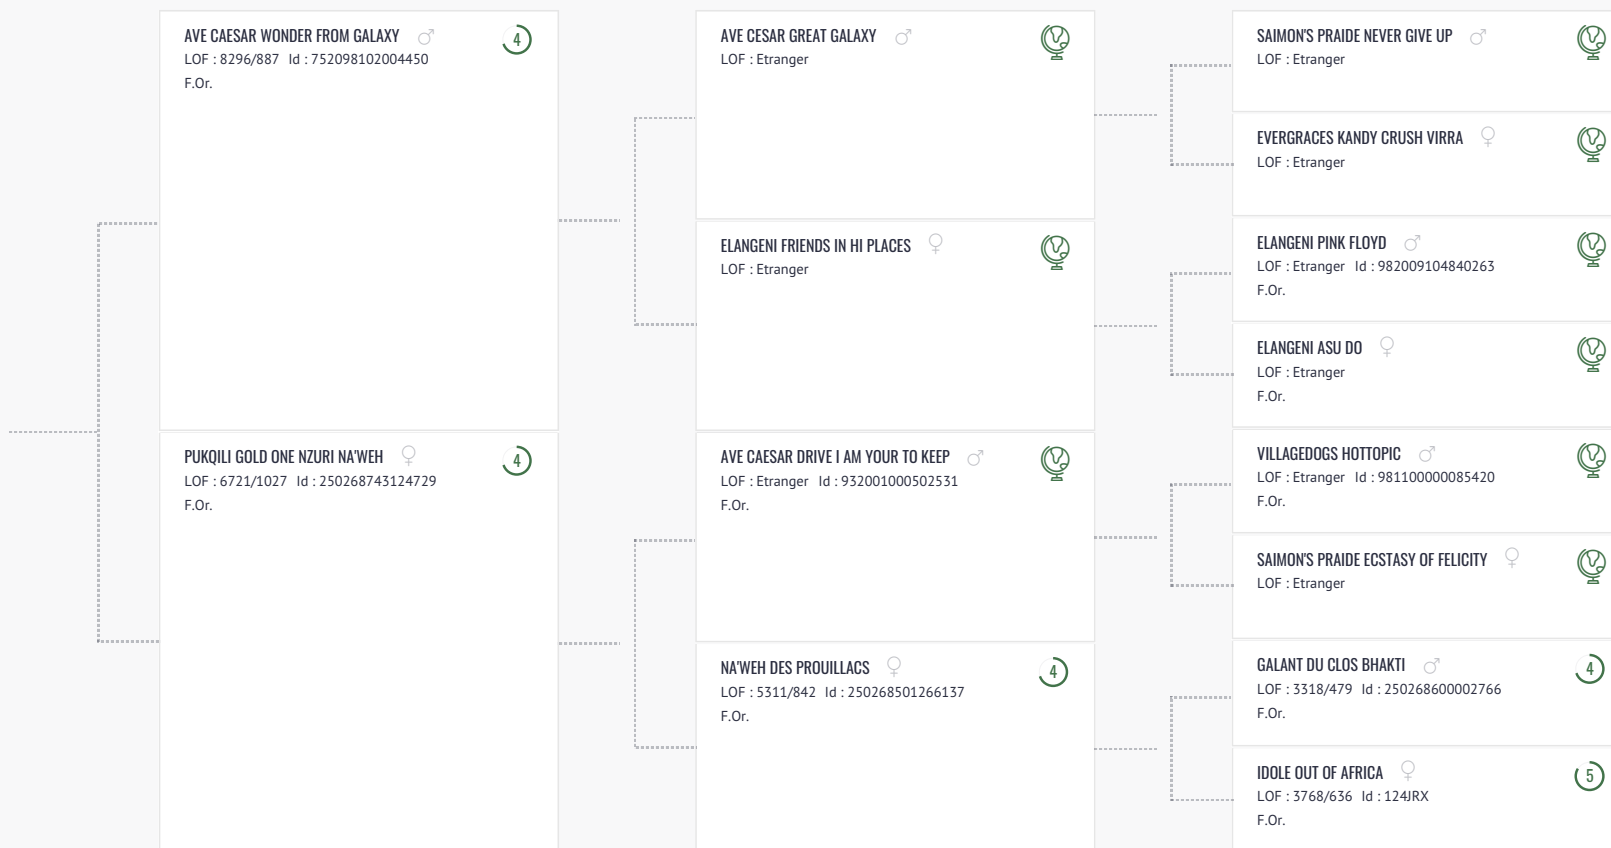 AVE CAESAR WONDER FROM GALAXY
4
LOF : 8296/887 Id : 752098102004450
F.Or.
PUKQILI GOLD ONE NZURI NA'WEH
4
LOF : 6721/1027 Id : 250268743124729
F.Or.
AVE CESAR GREAT GALAXY
LOF : Etranger
ELANGENI FRIENDS IN HI PLACES
LOF : Etranger
AVE CAESAR DRIVE I AM YOUR TO KEEP
LOF : Etranger Id : 932001000502531
F.Or.
NA'WEH DES PROUILLACS
4
LOF : 5311/842 Id : 250268501266137
F.Or.
SAIMON'S PRAIDE NEVER GIVE UP
LOF : Etranger
EVERGRACES KANDY CRUSH VIRRA
LOF : Etranger
ELANGENI PINK FLOYD
LOF : Etranger Id : 982009104840263
F.Or.
ELANGENI ASU DO
LOF : Etranger
F.Or.
VILLAGEDOGS HOTTOPIC
LOF : Etranger Id : 981100000085420
F.Or.
SAIMON'S PRAIDE ECSTASY OF FELICITY
LOF : Etranger
GALANT DU CLOS BHAKTI
4
LOF : 3318/479 Id : 250268600002766
F.Or.
IDOLE OUT OF AFRICA
5
LOF : 3768/636 Id : 124JRX
F.Or.